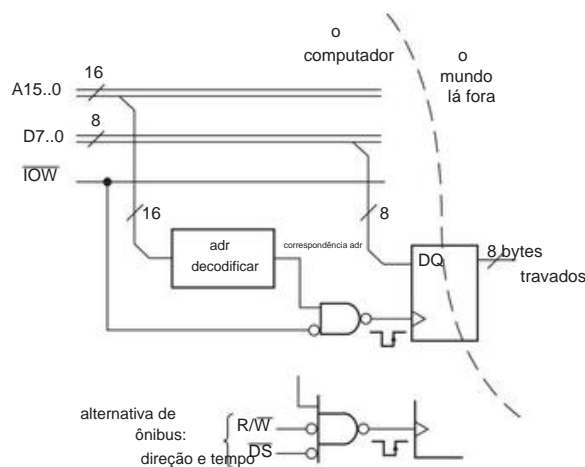 o
computador
o
mundo
lá fora
16
A15..0
8
D7..0
IOW
16
8
adr
decodificar
correspondência adr
DQ
8 bytes
travados
alternativa de
ônibus:
direção e tempo
R/W
DS